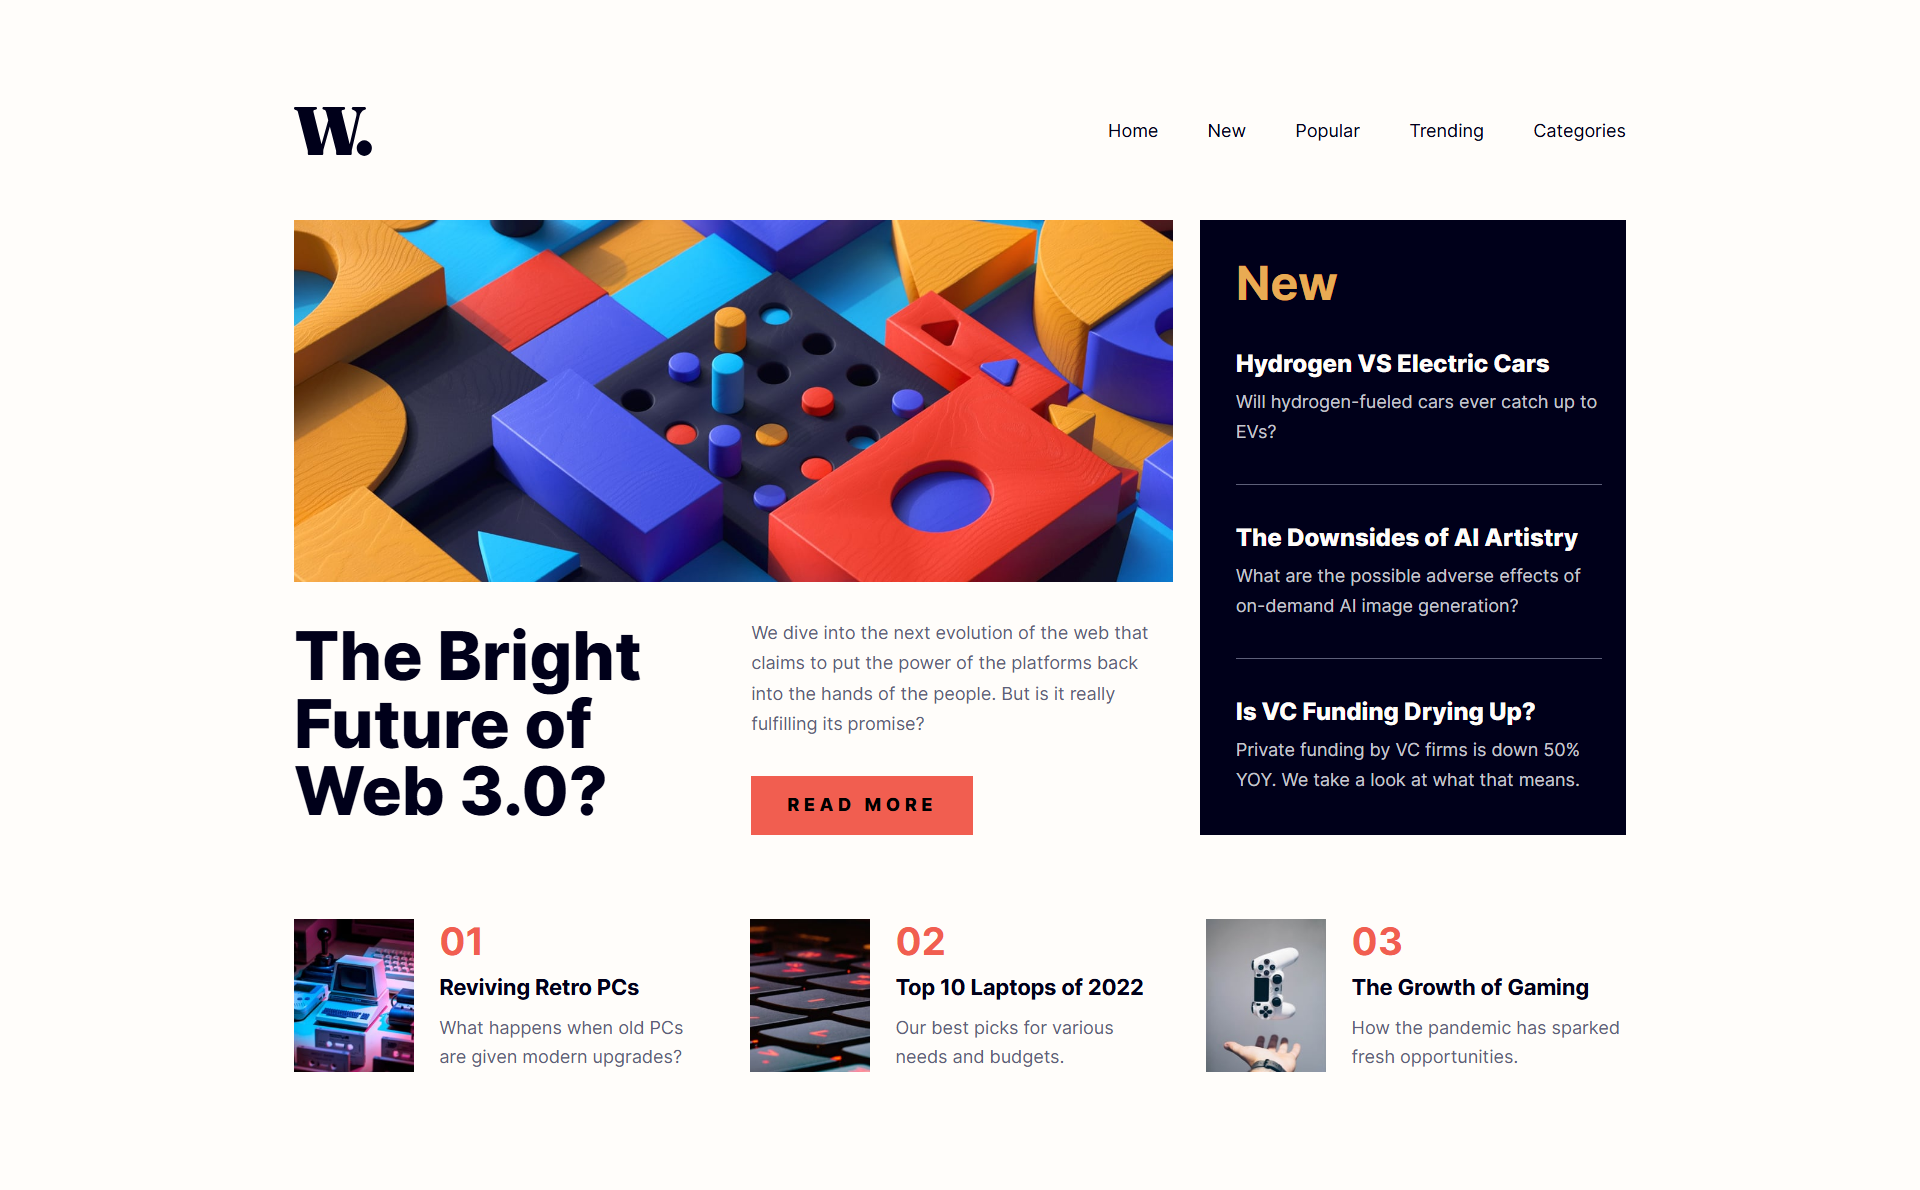 W.
Home New Popular Trending Categories
The Bright
Future of
Web 3.0?
We dive into the next evolution of the web that
claims to put the power of the platforms back
into the hands of the people. But is it really
fulfilling its promise?
READ MORE
New
Hydrogen VS Electric Cars
Will hydrogen-fueled cars ever catch up to
EVs?
The Downsides of AI Artistry
What are the possible adverse effects of
on-demand AI image generation?
Is VC Funding Drying Up?
Private funding by VC firms is down 50%
YOY. We take a look at what that means.
01
Reviving Retro PCs
What happens when old PCs
are given modern upgrades?
02
Top 10 Laptops of 2022
Our best picks for various
needs and budgets.
03
The Growth of Gaming
How the pandemic has sparked
fresh opportunities.